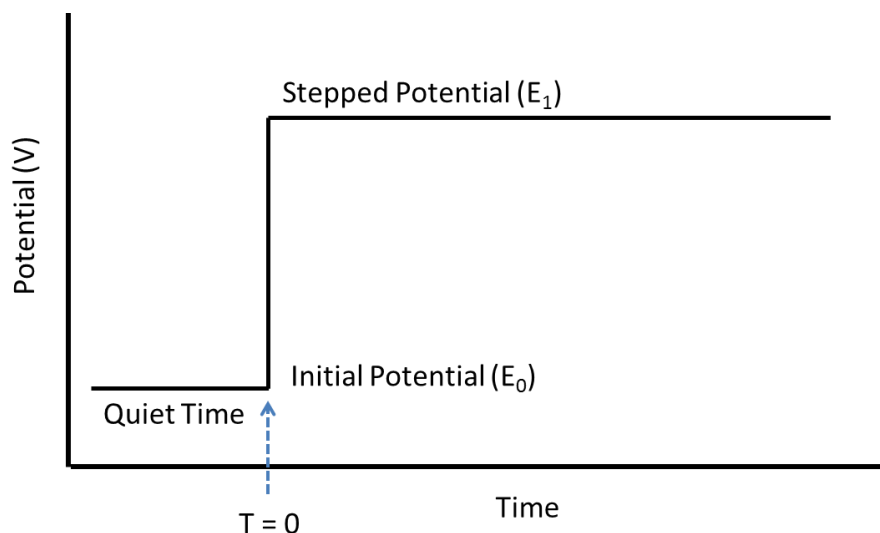 Stepped Potential (E₁)
Potential (V)
Initial Potential (E₀)
Quiet Time
Time
T = 0